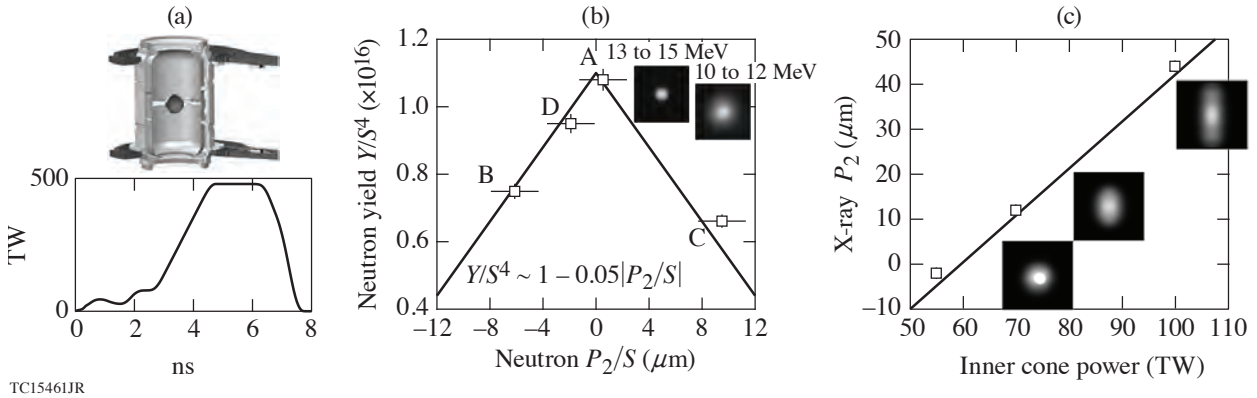 (a)
500
TW
0
0 2 4 6 8
ns
TC15461JR
(b)
1.2
1.0
0.8
0.6
0.4
Neutron yield Y/S⁴ (×10¹⁶)
A
13 to 15 MeV
10 to 12 MeV
D
B
C
Y/S⁴ ~ 1 – 0.05|P₂/S|
–12 –8 –4 0 4 8 12
Neutron P₂/S (μm)
(c)
50
40
30
20
10
0
–10
X-ray P₂ (μm)
50 60 70 80 90 100 110
Inner cone power (TW)